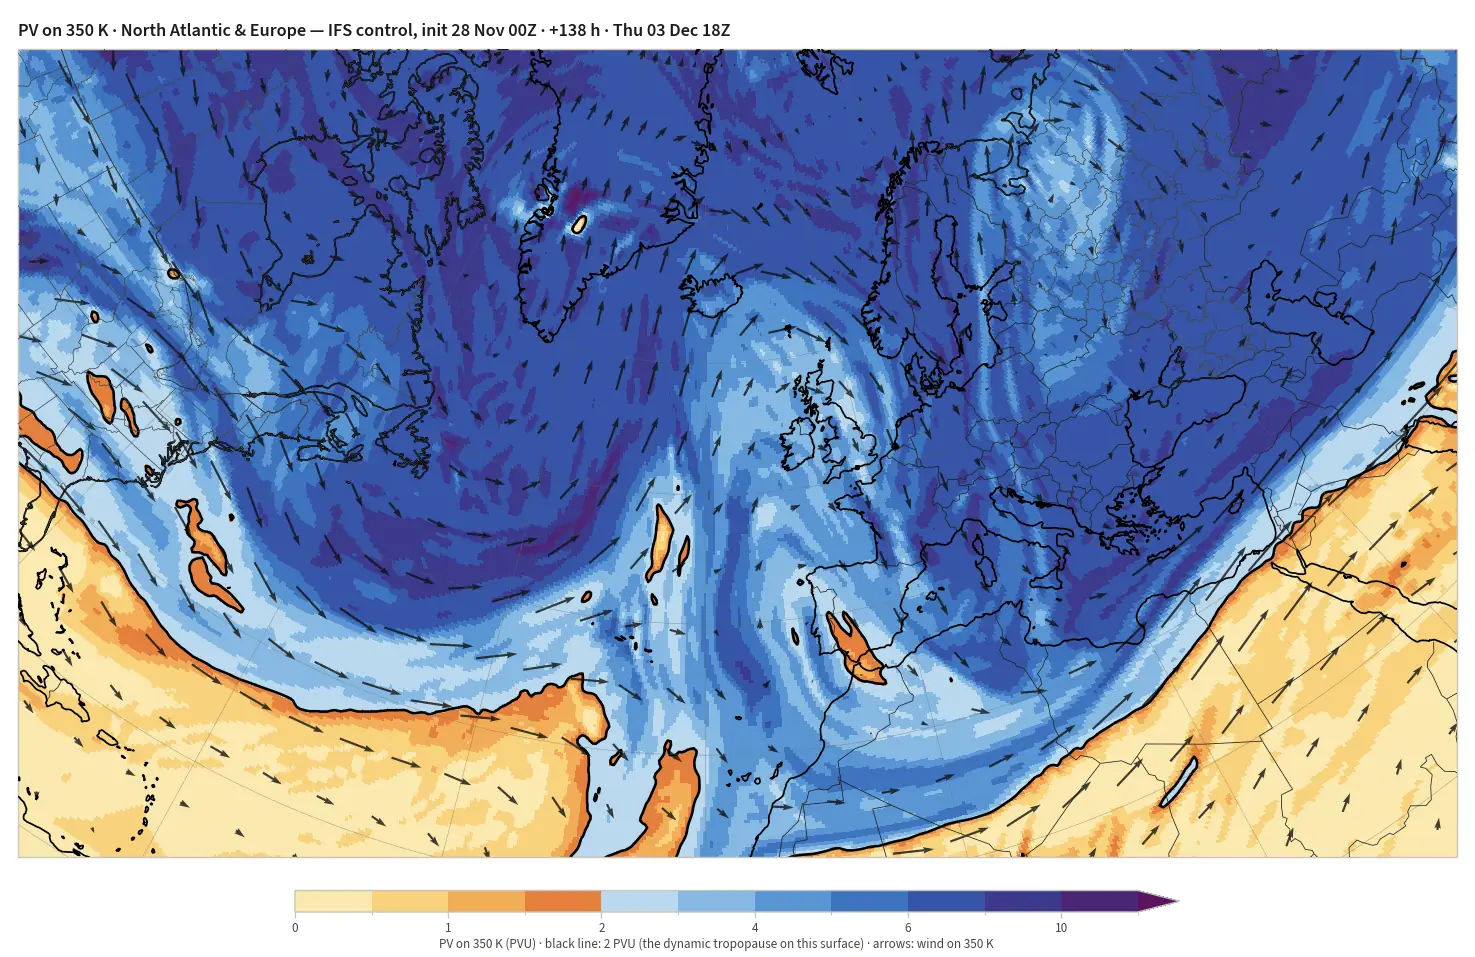 PV on 350 K · North Atlantic & Europe — IFS control, init 28 Nov 00Z · +138 h · Thu 03 Dec 18Z
0 1 2 4 6 10
PV on 350 K (PVU) · black line: 2 PVU (the dynamic tropopause on this surface) · arrows: wind on 350 K